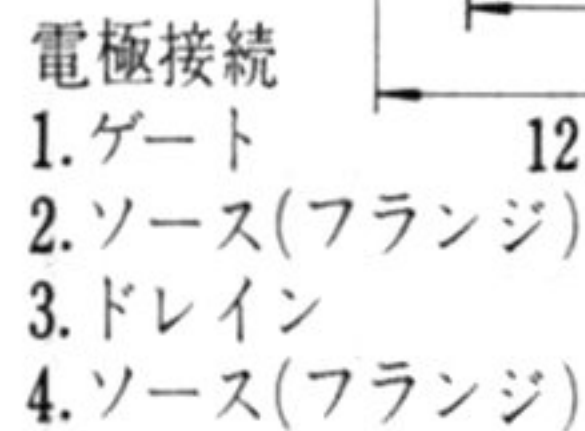 電極接続
1. ゲート
12
2. ソース(フランジ)
3. ドレイン
4. ソース(フランジ)